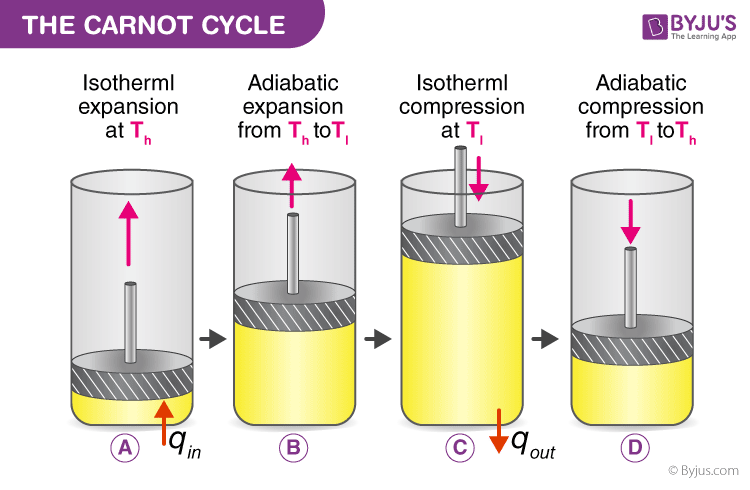 THE CARNOT CYCLE
BYJU'S
The Learning App
Isotherml
expansion
at Th
Adiabatic
expansion
from Th toTl
Isotherml
compression
at Tl
Adiabatic
compression
from Tl toTh
A
qin
B
C
qout
D
© Byjus.com